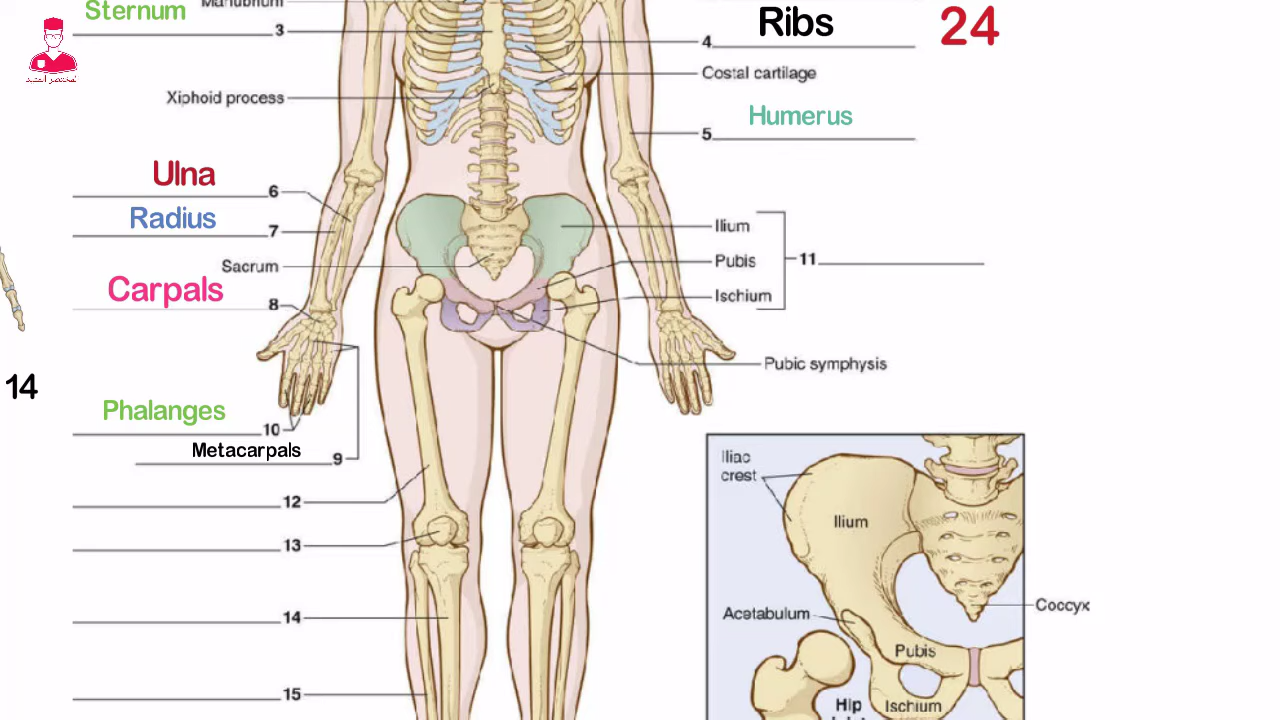 Sternum
Manubrium
3
Ribs
24
4
المختصر المفيد
Costal cartilage
Xiphoid process
Humerus
5
Ulna
6
Radius
7
Ilium
Pubis
11
Sacrum
Carpals
Ischium
8
Pubic symphysis
14
Phalanges
10
Metacarpals
9
Iliac
crest
12
Ilium
13
Coccyx
Acetabulum
14
Pubis
15
Ischium
Hip